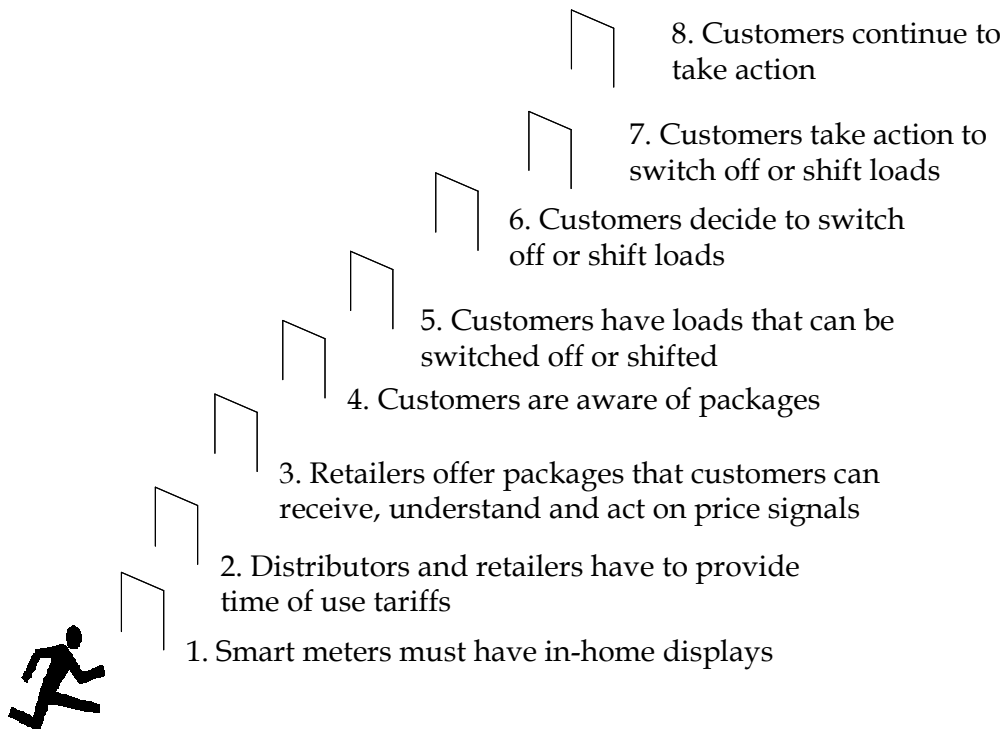 8. Customers continue to
take action
7. Customers take action to
switch off or shift loads
6. Customers decide to switch
off or shift loads
5. Customers have loads that can be
switched off or shifted
4. Customers are aware of packages
3. Retailers offer packages that customers can
receive, understand and act on price signals
2. Distributors and retailers have to provide
time of use tariffs
1. Smart meters must have in-home displays